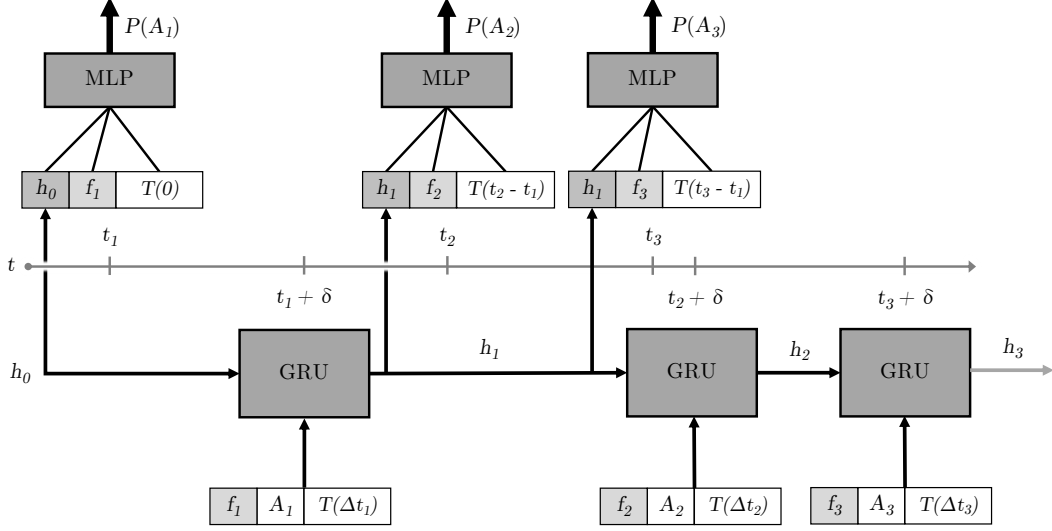 P(A₁) P(A₂) P(A₃)
MLP MLP MLP
h₀ f₁ T(0) h₁ f₂ T(t₂ - t₁) h₁ f₃ T(t₃ - t₁)
t₁ t₂ t₃
t
t₁ + δ t₂ + δ t₃ + δ
h₁ h₂ h₃
h₀ GRU GRU GRU
f₁ A₁ T(Δt₁) f₂ A₂ T(Δt₂) f₃ A₃ T(Δt₃)